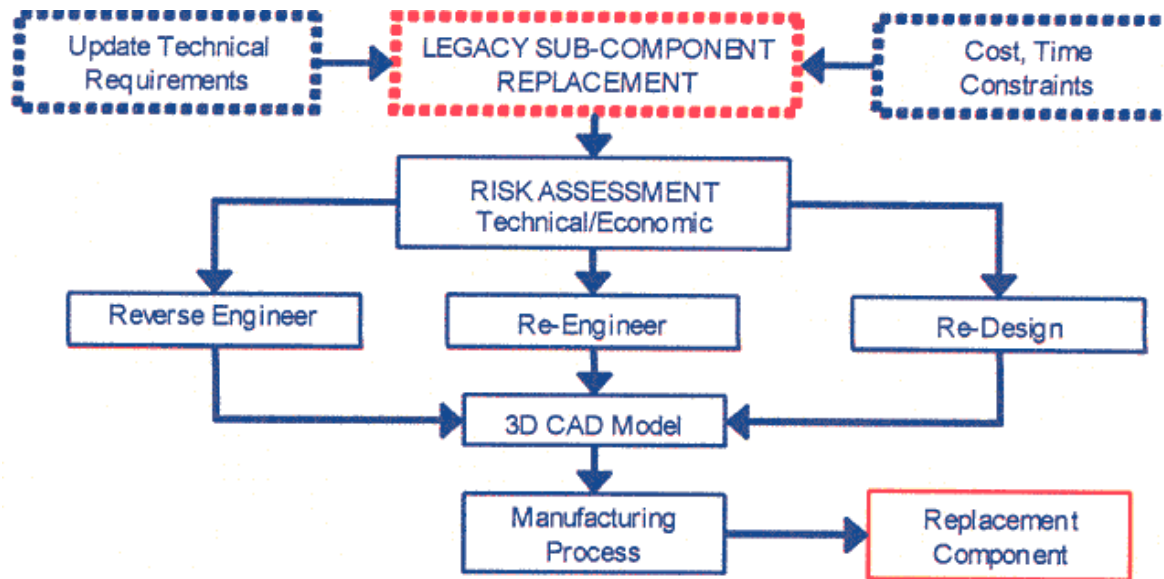 Update Technical
Requirements
LEGACY SUB-COMPONENT
REPLACEMENT
Cost, Time
Constraints
RISK ASSESSMENT
Technical/Economic
Reverse Engineer
Re-Engineer
Re-Design
3D CAD Model
Manufacturing
Process
Replacement
Component